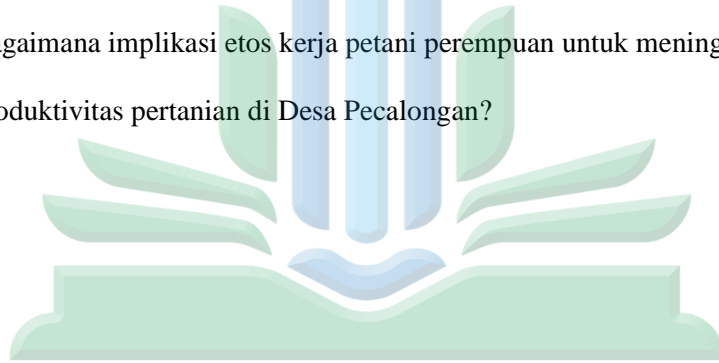 agaimana implikasi etos kerja petani perempuan untuk mening
oduktivitas pertanian di Desa Pecalongan?